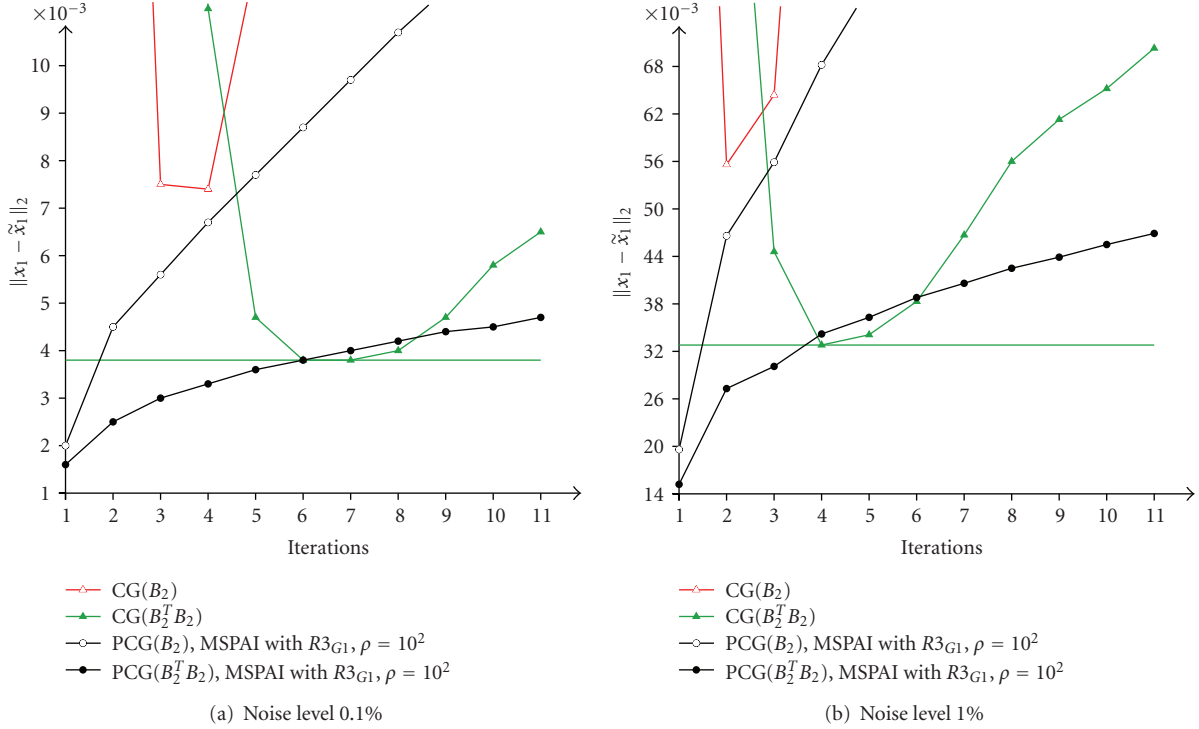 ×10⁻³
10
9
8
7
6
5
4
3
2
1
‖x₁ − x̃₁‖₂
1 2 3 4 5 6 7 8 9 10 11
Iterations
CG(B₂)
CG(B₂ᵀB₂)
PCG(B₂), MSPAI with R3_G1, ρ = 10²
PCG(B₂ᵀB₂), MSPAI with R3_G1, ρ = 10²
(a) Noise level 0.1%
×10⁻³
68
62
56
50
44
38
32
26
20
14
‖x₁ − x̃₁‖₂
1 2 3 4 5 6 7 8 9 10 11
Iterations
CG(B₂)
CG(B₂ᵀB₂)
PCG(B₂), MSPAI with R3_G1, ρ = 10²
PCG(B₂ᵀB₂), MSPAI with R3_G1, ρ = 10²
(b) Noise level 1%